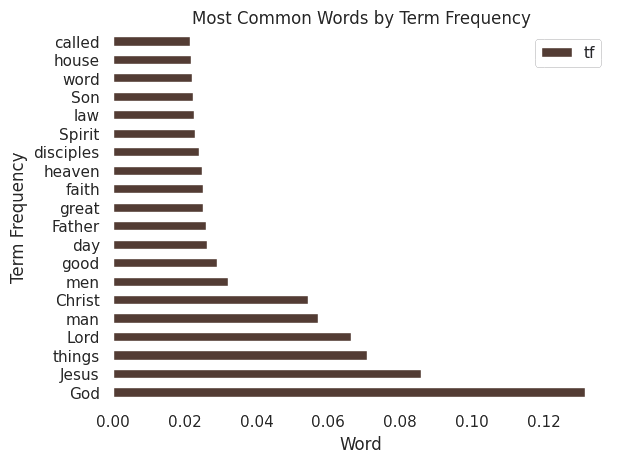 Most Common Words by Term Frequency
tf
Term Frequency
called
house
word
Son
law
Spirit
disciples
heaven
faith
great
Father
day
good
men
Christ
man
Lord
things
Jesus
God
0.00 0.02 0.04 0.06 0.08 0.10 0.12
Word